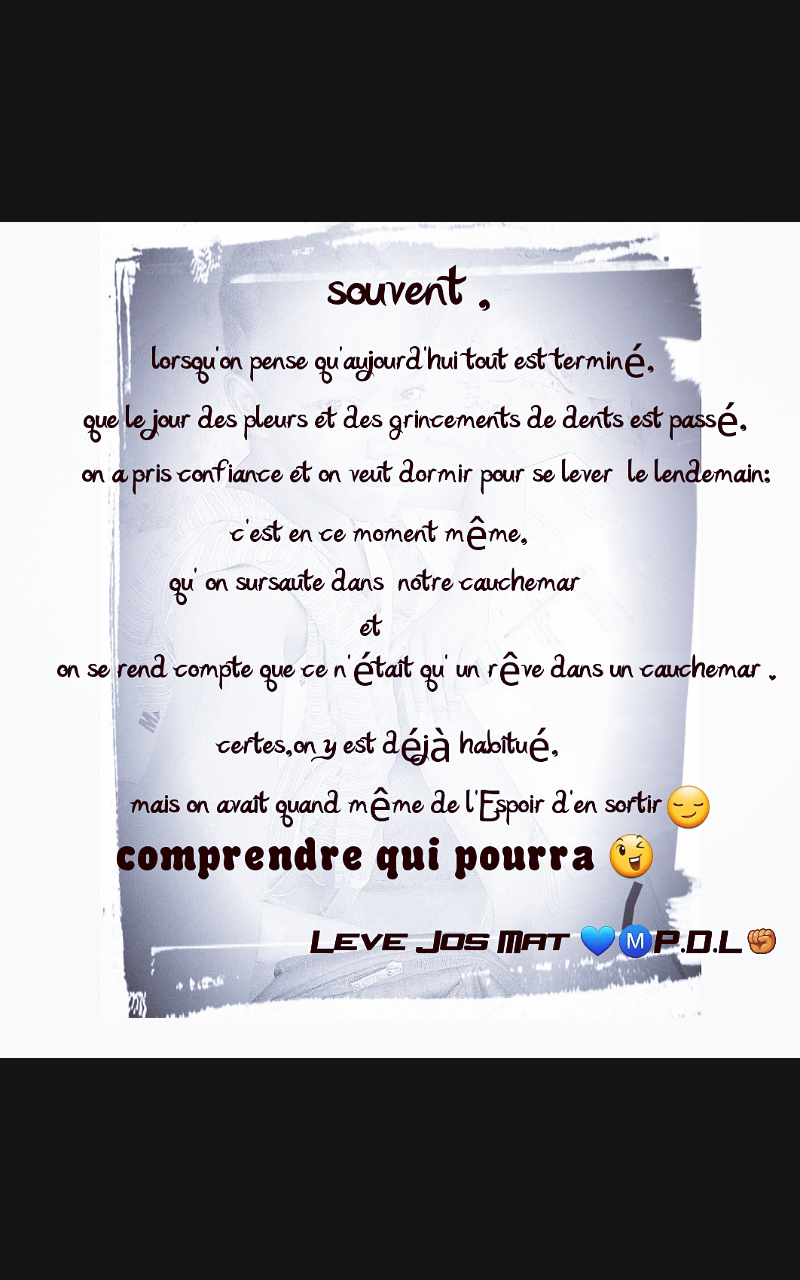 souvent ,
lorsqu'on pense qu'aujourd'hui tout est terminé,
que le jour des pleurs et des grincements de dents est passé,
on a pris confiance et on veut dormir pour se lever le lendemain:
c'est en ce moment même,
qu' on sursaute dans notre cauchemar
et
on se rend compte que ce n'était qu' un rêve dans un cauchemar .
certes,on y est déjà habitué,
mais on avait quand même de l'Espoir d'en sortir 😏
comprendre qui pourra 😜
Leve Jos Mat 💙Ⓜ️P.D.L✊🏾